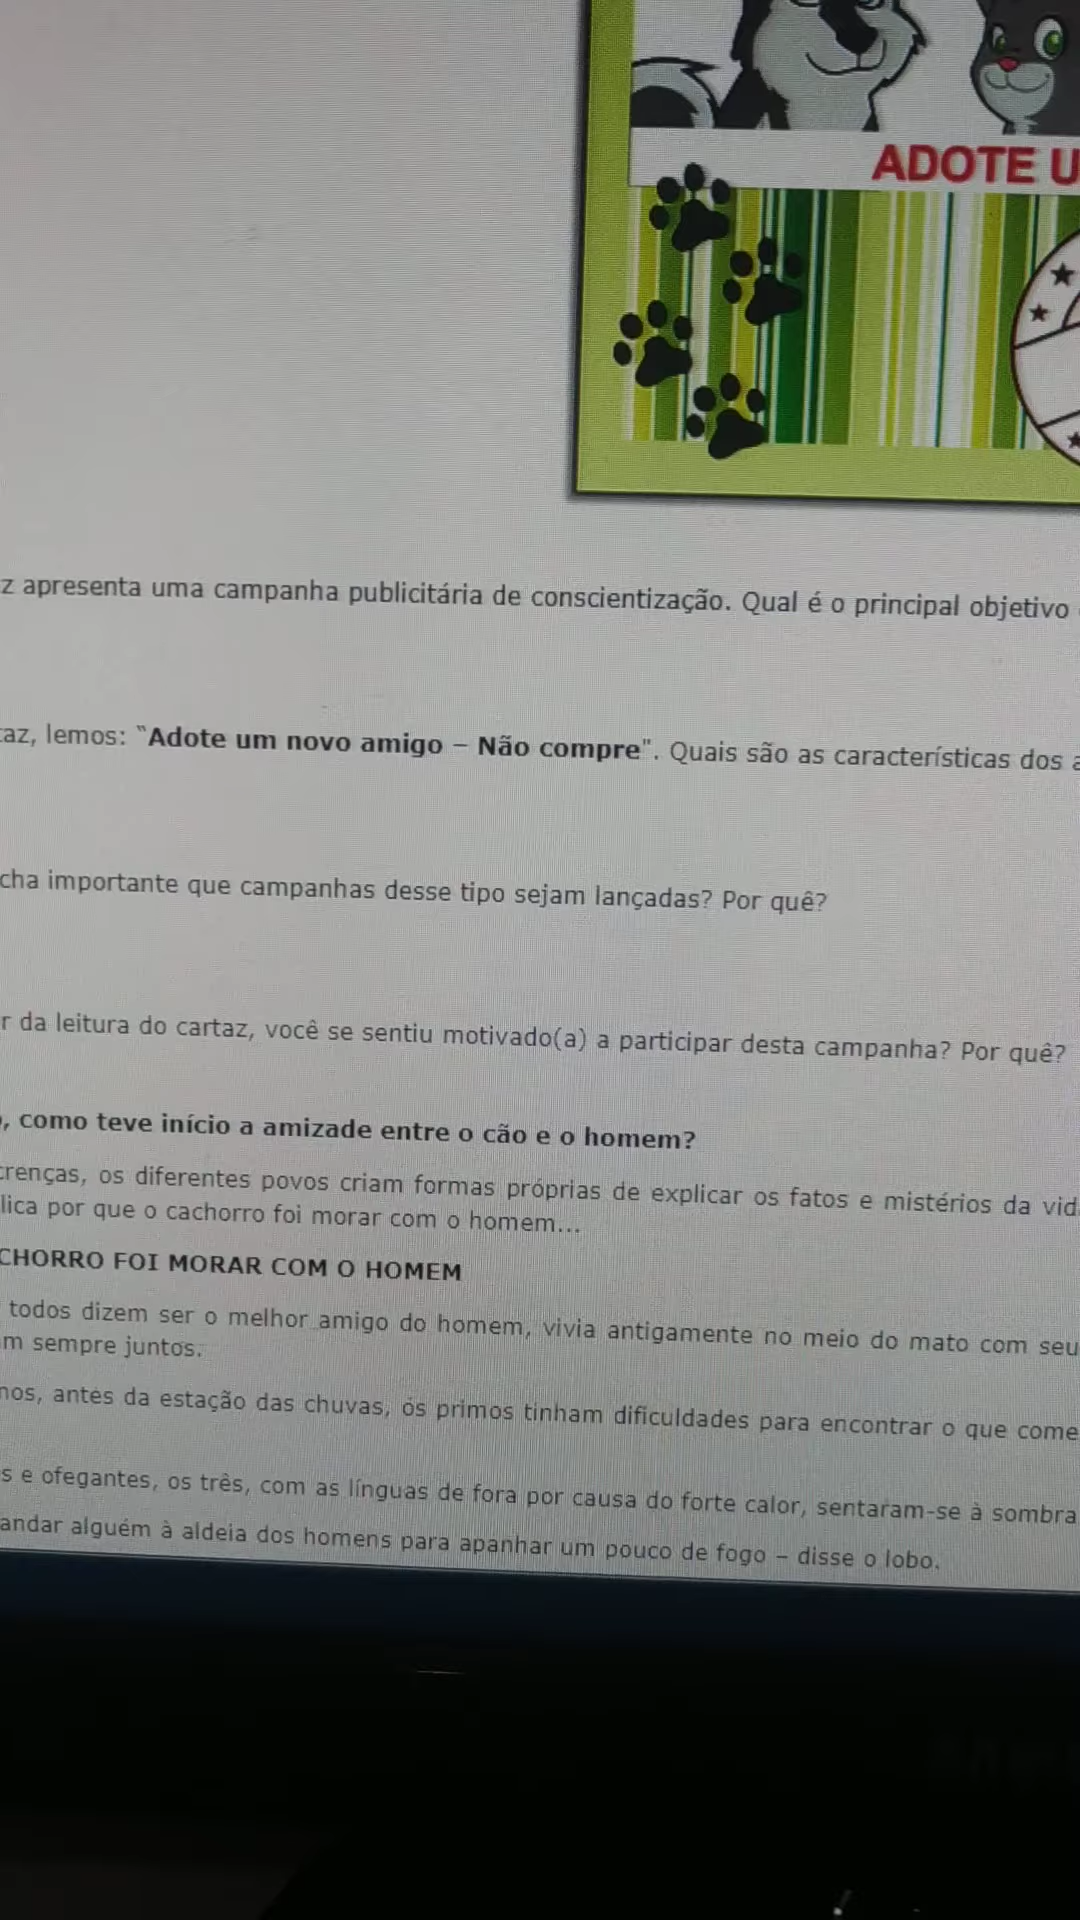 ADOTE U
z apresenta uma campanha publicitária de conscientização. Qual é o principal objetivo
az, lemos: "Adote um novo amigo – Não compre". Quais são as características dos a
cha importante que campanhas desse tipo sejam lançadas? Por quê?
r da leitura do cartaz, você se sentiu motivado(a) a participar desta campanha? Por quê?
, como teve início a amizade entre o cão e o homem?
crenças, os diferentes povos criam formas próprias de explicar os fatos e mistérios da vid
lica por que o cachorro foi morar com o homem...
CHORRO FOI MORAR COM O HOMEM
todos dizem ser o melhor amigo do homem, vivia antigamente no meio do mato com seu
m sempre juntos.
nos, antes da estação das chuvas, os primos tinham dificuldades para encontrar o que come
s e ofegantes, os três, com as línguas de fora por causa do forte calor, sentaram-se à sombra
andar alguém à aldeia dos homens para apanhar um pouco de fogo – disse o lobo.